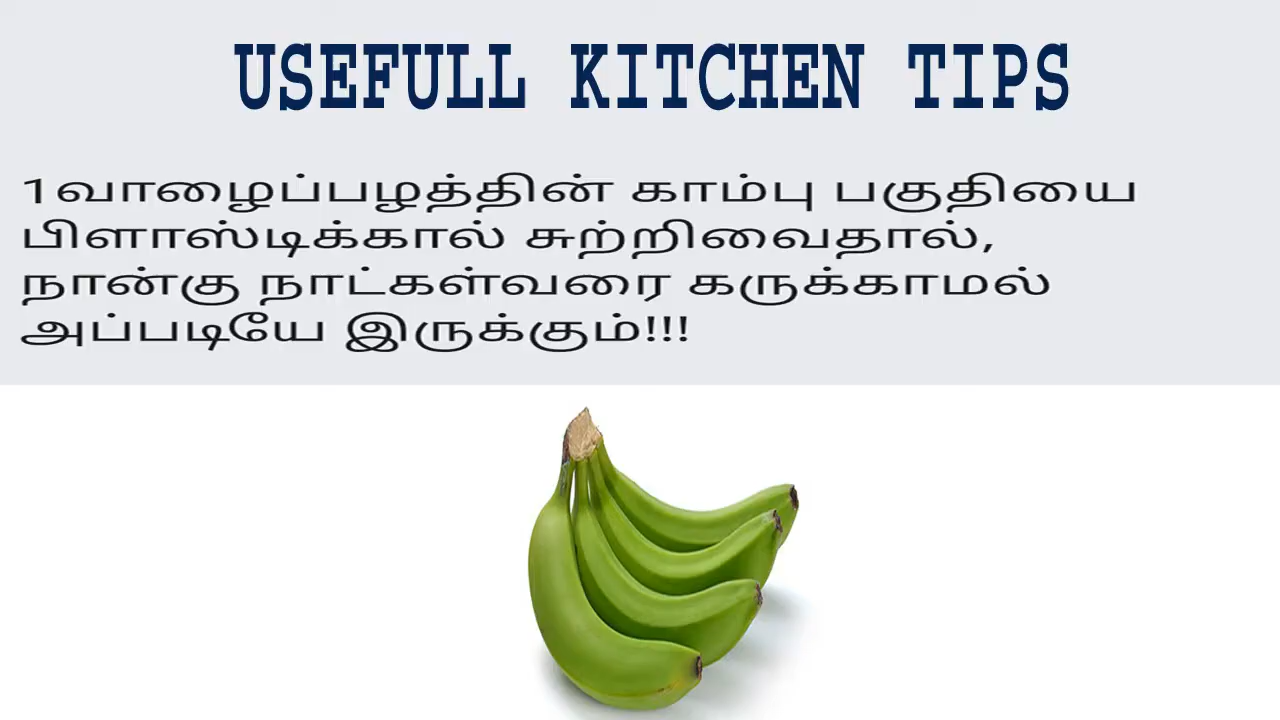 USEFULL KITCHEN TIPS
1வாழைப்பழத்தின் காம்பு பகுதியை
பிளாஸ்டிக்கால் சுற்றிவைதால்,
நான்கு நாட்கள்வரை கருக்காமல்
அப்படியே இருக்கும்!!!